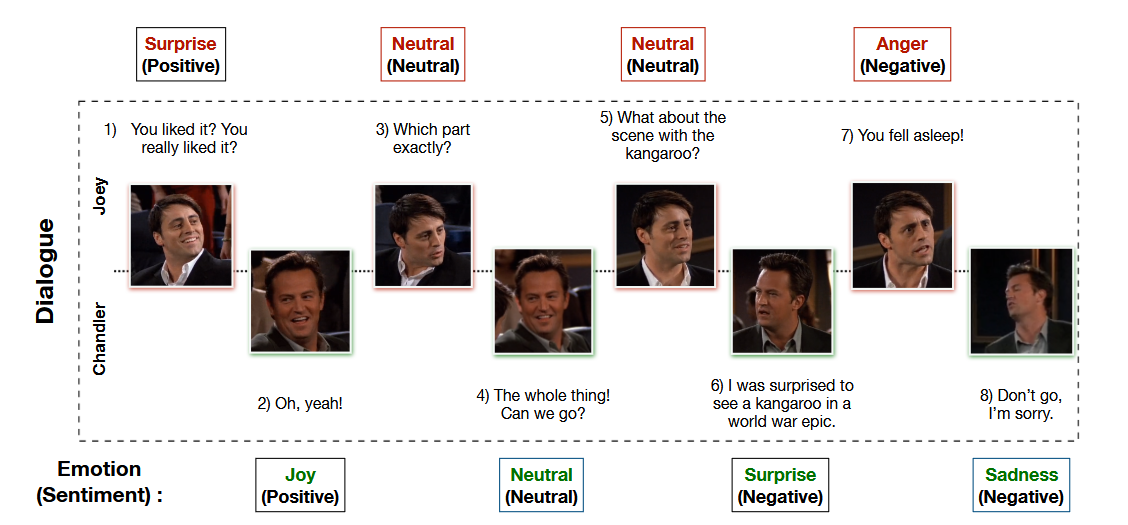 Surprise
(Positive)
Neutral
(Neutral)
Neutral
(Neutral)
Anger
(Negative)
1) You liked it? You
really liked it?
3) Which part
exactly?
5) What about the
scene with the
kangaroo?
7) You fell asleep!
Dialogue
Joey
Chandler
2) Oh, yeah!
4) The whole thing!
Can we go?
6) I was surprised to
see a kangaroo in a
world war epic.
8) Don't go,
I'm sorry.
Emotion
(Sentiment) :
Joy
(Positive)
Neutral
(Neutral)
Surprise
(Negative)
Sadness
(Negative)